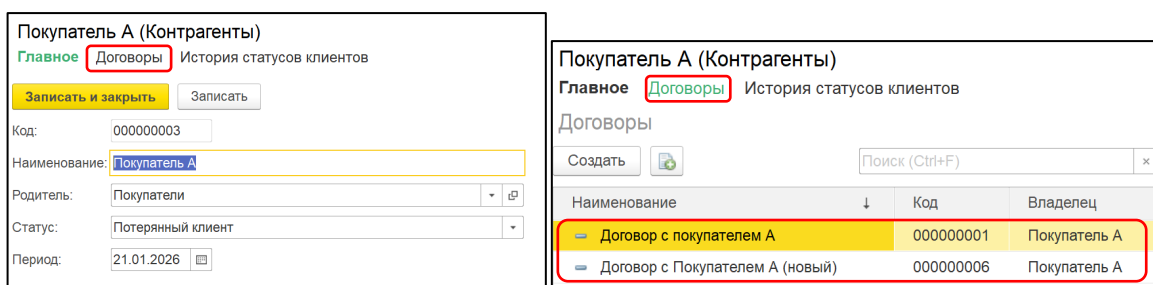 Покупатель А (Контрагенты)
Главное Договоры История статусов клиентов
Записать и закрыть Записать
Код: 000000003
Наименование: Покупатель А
Родитель: Покупатели
Статус: Потерянный клиент
Период: 21.01.2026
Покупатель А (Контрагенты)
Главное Договоры История статусов клиентов
Договоры
Создать Поиск (Ctrl+F) ×
Наименование ↓ Код Владелец
Договор с покупателем А 000000001 Покупатель А
Договор с Покупателем А (новый) 000000006 Покупатель А